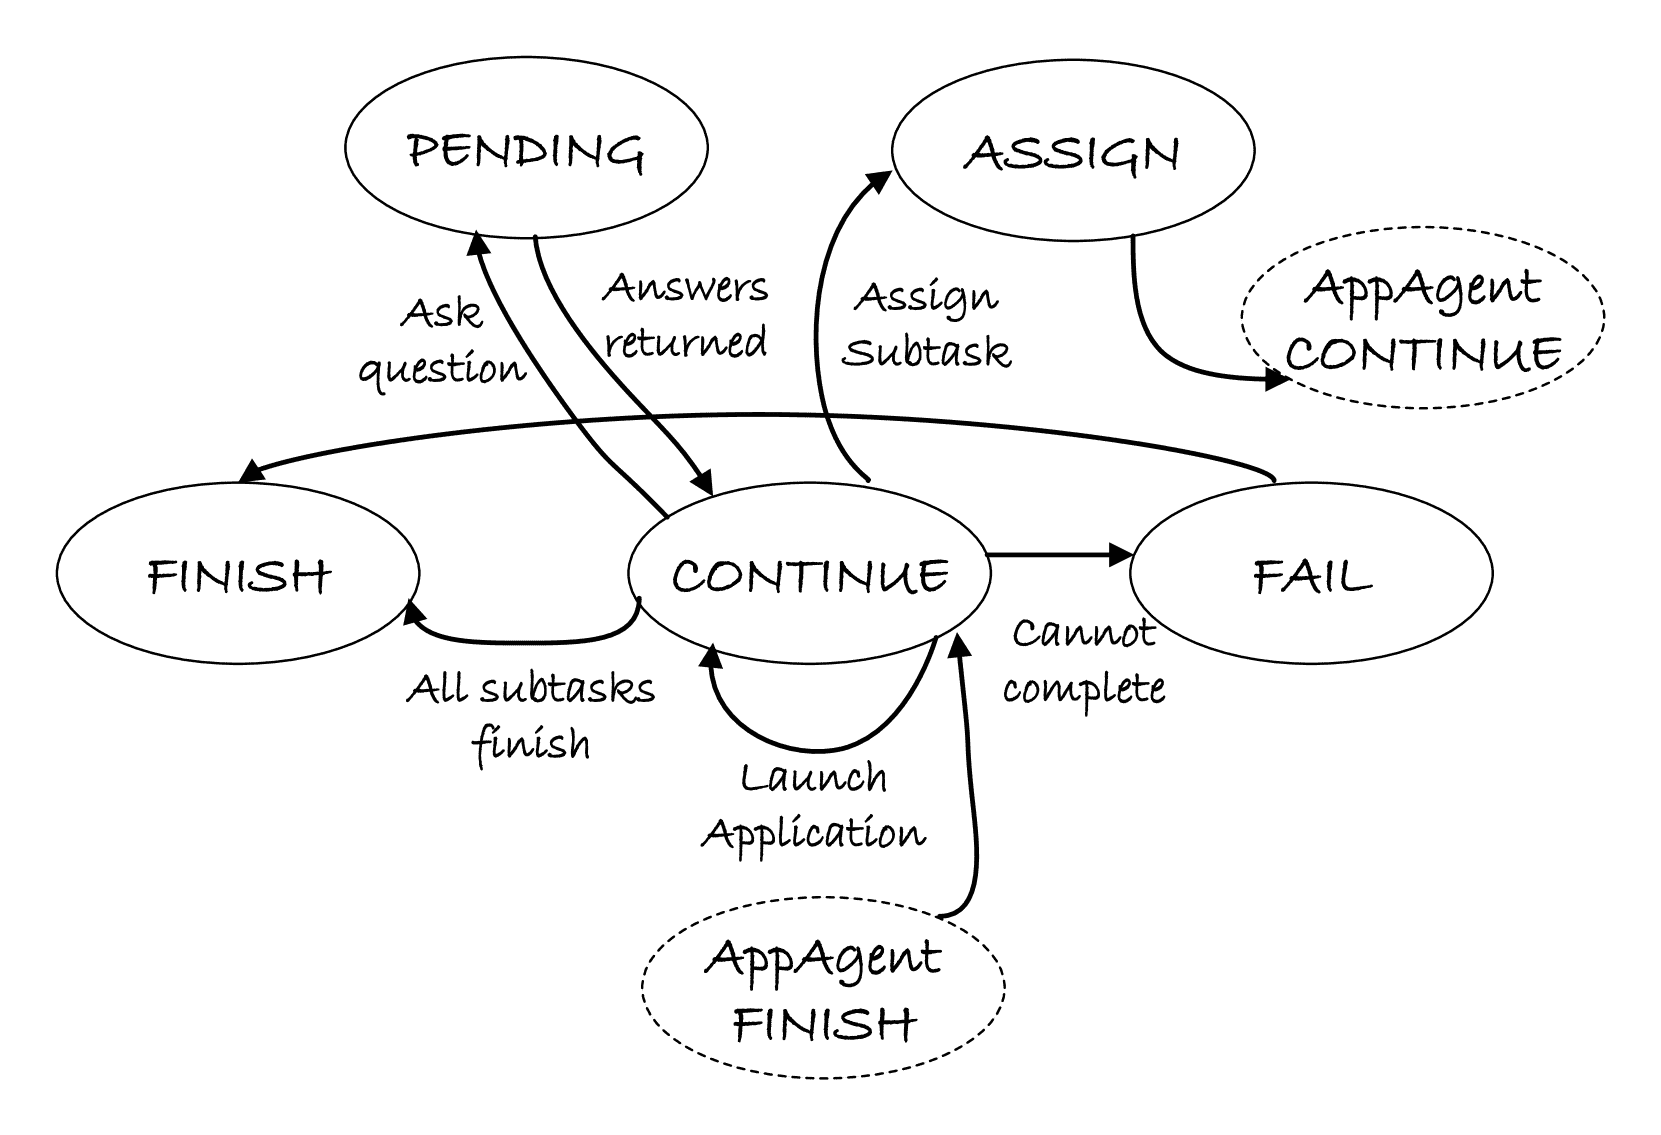 PENDING
ASSIGN
AppAgent
CONTINUE
Ask
question
Answers
returned
Assign
Subtask
FINISH
CONTINUE
FAIL
All subtasks
finish
Launch
Application
Cannot
complete
AppAgent
FINISH